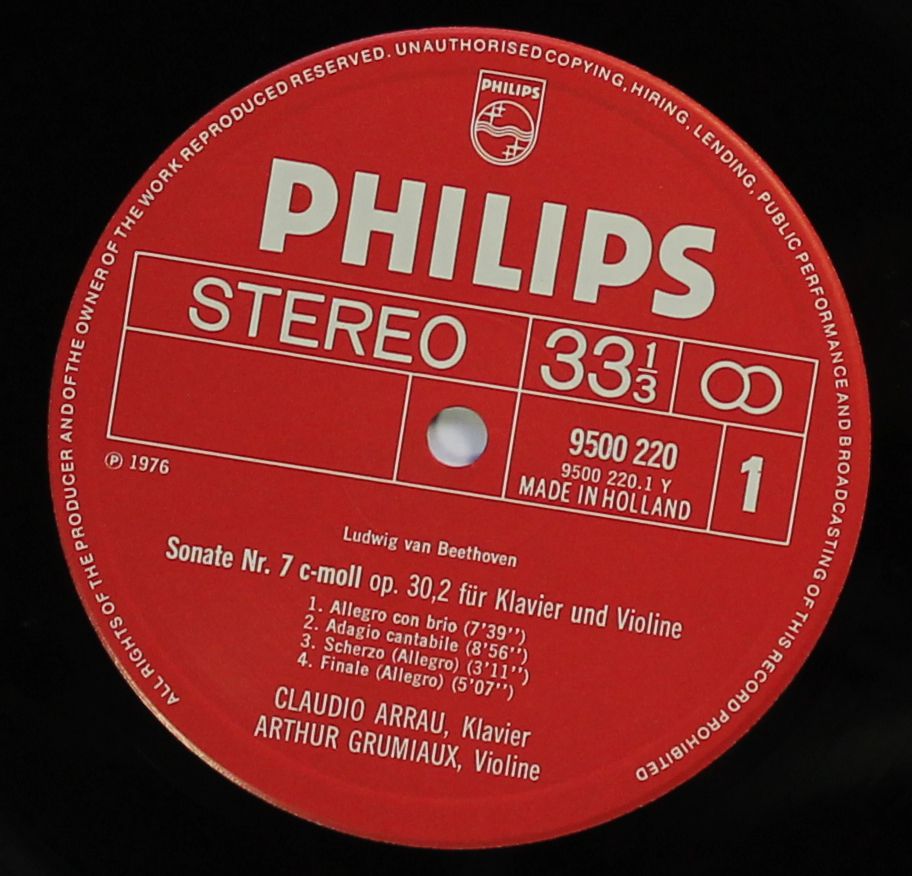 ALL RIGHTS OF THE PRODUCER AND OF THE OWNER OF THE WORK REPRODUCED RESERVED. UNAUTHORISED COPYING, HIRING, LENDING, PUBLIC PERFORMANCE AND BROADCASTING OF THIS RECORD PROHIBITED
PHILIPS
PHILIPS
STEREO 33 1/3
9500 220
9500 220.1 Y
MADE IN HOLLAND
1
℗ 1976
Ludwig van Beethoven
Sonate Nr. 7 c-moll op. 30,2 für Klavier und Violine
1. Allegro con brio (7'39'')
2. Adagio cantabile (8'56'')
3. Scherzo (Allegro) (3'11'')
4. Finale (Allegro) (5'07'')
CLAUDIO ARRAU, Klavier
ARTHUR GRUMIAUX, Violine